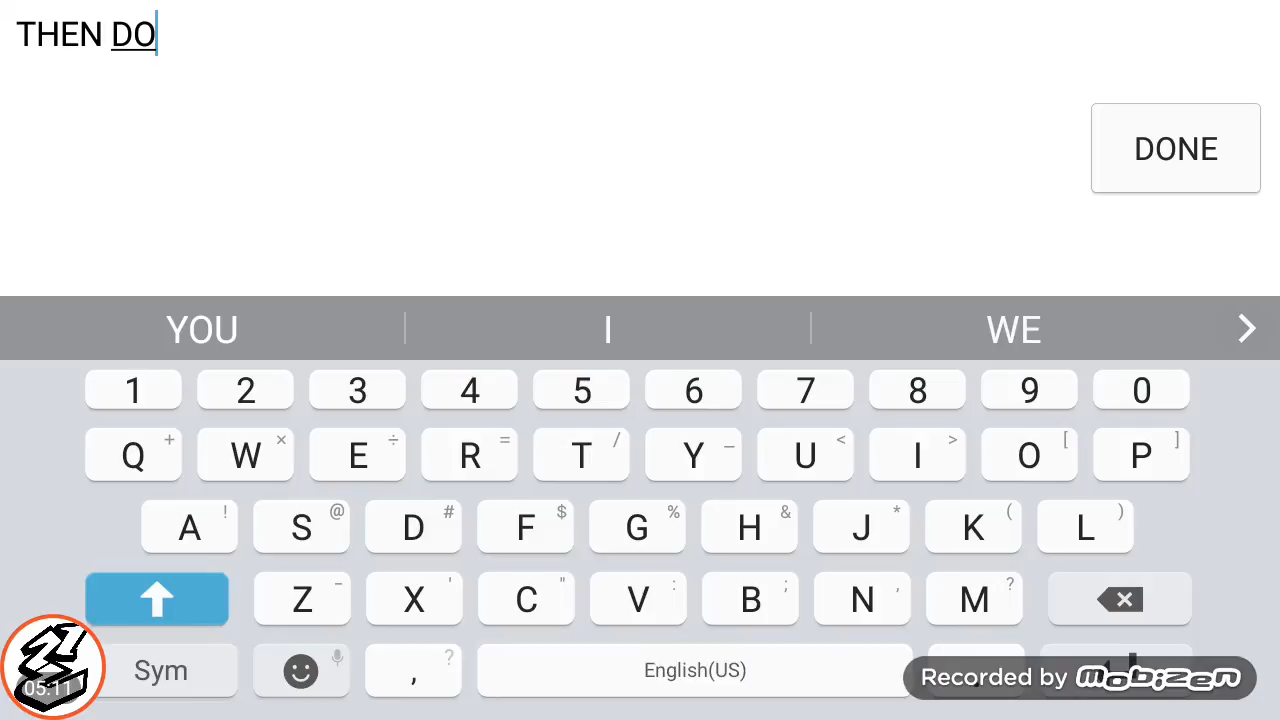 THEN DO
DONE
YOU I WE
1 2 3 4 5 6 7 8 9 0
Q + W × E ÷ R = T / Y _ U < I > O [ P ]
A ! S @ D # F $ G % H & J * K ( L )
Z - X ' C " V : B ; N , M ?
Sym , ? English(US)
05:11
Recorded by mobizen